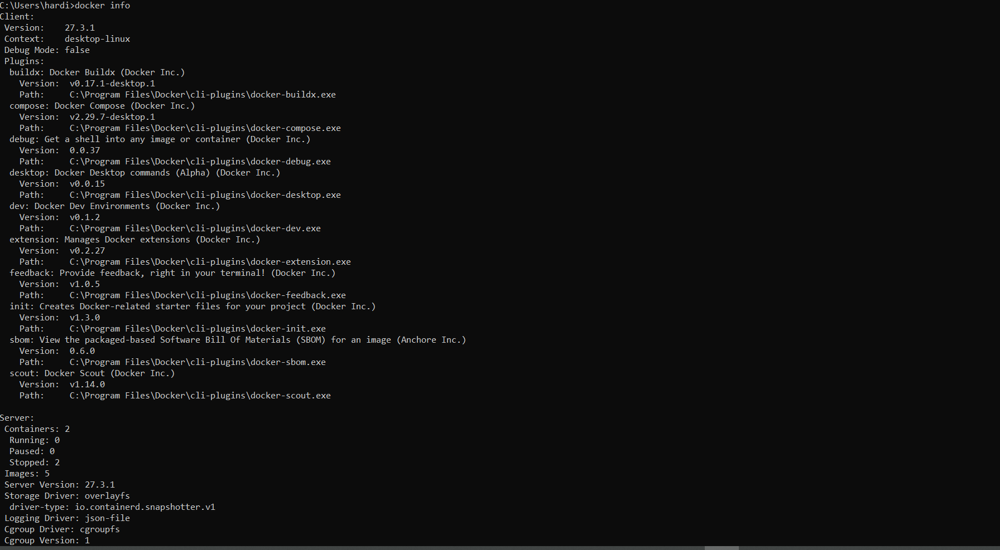 C:\Users\hardi>docker info
Client:
 Version:    27.3.1
 Context:    desktop-linux
 Debug Mode: false
 Plugins:
  buildx: Docker Buildx (Docker Inc.)
    Version:  v0.17.1-desktop.1
    Path:     C:\Program Files\Docker\cli-plugins\docker-buildx.exe
  compose: Docker Compose (Docker Inc.)
    Version:  v2.29.7-desktop.1
    Path:     C:\Program Files\Docker\cli-plugins\docker-compose.exe
  debug: Get a shell into any image or container (Docker Inc.)
    Version:  0.0.37
    Path:     C:\Program Files\Docker\cli-plugins\docker-debug.exe
  desktop: Docker Desktop commands (Alpha) (Docker Inc.)
    Version:  v0.0.15
    Path:     C:\Program Files\Docker\cli-plugins\docker-desktop.exe
  dev: Docker Dev Environments (Docker Inc.)
    Version:  v0.1.2
    Path:     C:\Program Files\Docker\cli-plugins\docker-dev.exe
  extension: Manages Docker extensions (Docker Inc.)
    Version:  v0.2.27
    Path:     C:\Program Files\Docker\cli-plugins\docker-extension.exe
  feedback: Provide feedback, right in your terminal! (Docker Inc.)
    Version:  v1.0.5
    Path:     C:\Program Files\Docker\cli-plugins\docker-feedback.exe
  init: Creates Docker-related starter files for your project (Docker Inc.)
    Version:  v1.3.0
    Path:     C:\Program Files\Docker\cli-plugins\docker-init.exe
  sbom: View the packaged-based Software Bill Of Materials (SBOM) for an image (Anchore Inc.)
    Version:  0.6.0
    Path:     C:\Program Files\Docker\cli-plugins\docker-sbom.exe
  scout: Docker Scout (Docker Inc.)
    Version:  v1.14.0
    Path:     C:\Program Files\Docker\cli-plugins\docker-scout.exe

Server:
 Containers: 2
  Running: 0
  Paused: 0
  Stopped: 2
 Images: 5
 Server Version: 27.3.1
 Storage Driver: overlayfs
  driver-type: io.containerd.snapshotter.v1
 Logging Driver: json-file
 Cgroup Driver: cgroupfs
 Cgroup Version: 1